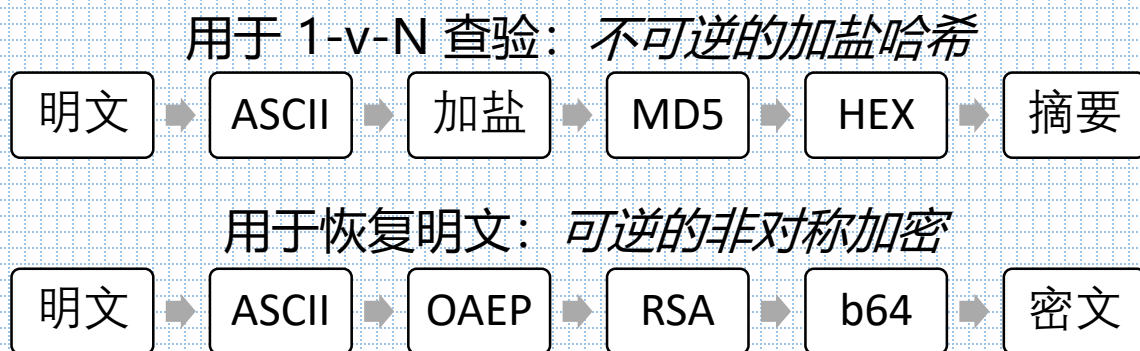 用于 1-v-N 查验：不可逆的加盐哈希
明文 ASCII 加盐 MD5 HEX 摘要
用于恢复明文：可逆的非对称加密
明文 ASCII OAEP RSA b64 密文